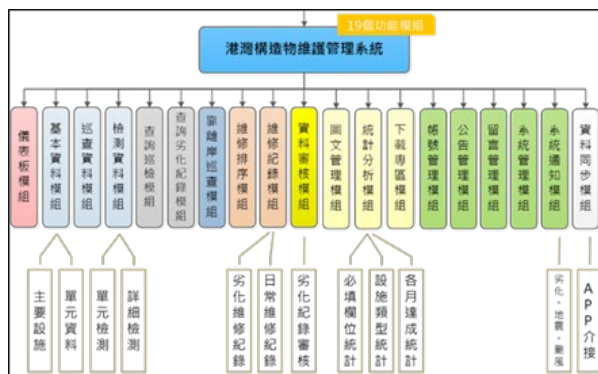 19個功能模組
港灣構造物維護管理系統
儀表板模組
基本資料模組
巡查資料模組
檢測資料模組
查詢巡檢模組
查詢劣化紀錄模組
靠離岸巡查模組
維修排序模組
維修紀錄模組
資料審核模組
圖文管理模組
統計分析模組
下載專區模組
帳號管理模組
公告管理模組
留言管理模組
系統管理模組
系統通知模組
資料同步模組
主要設施
單元資料
單元檢測
詳細檢測
劣化維修紀錄
日常維修紀錄
劣化紀錄審核
必填欄位統計
設施類型統計
各月達成統計
劣化、地震、颱風
APP介接